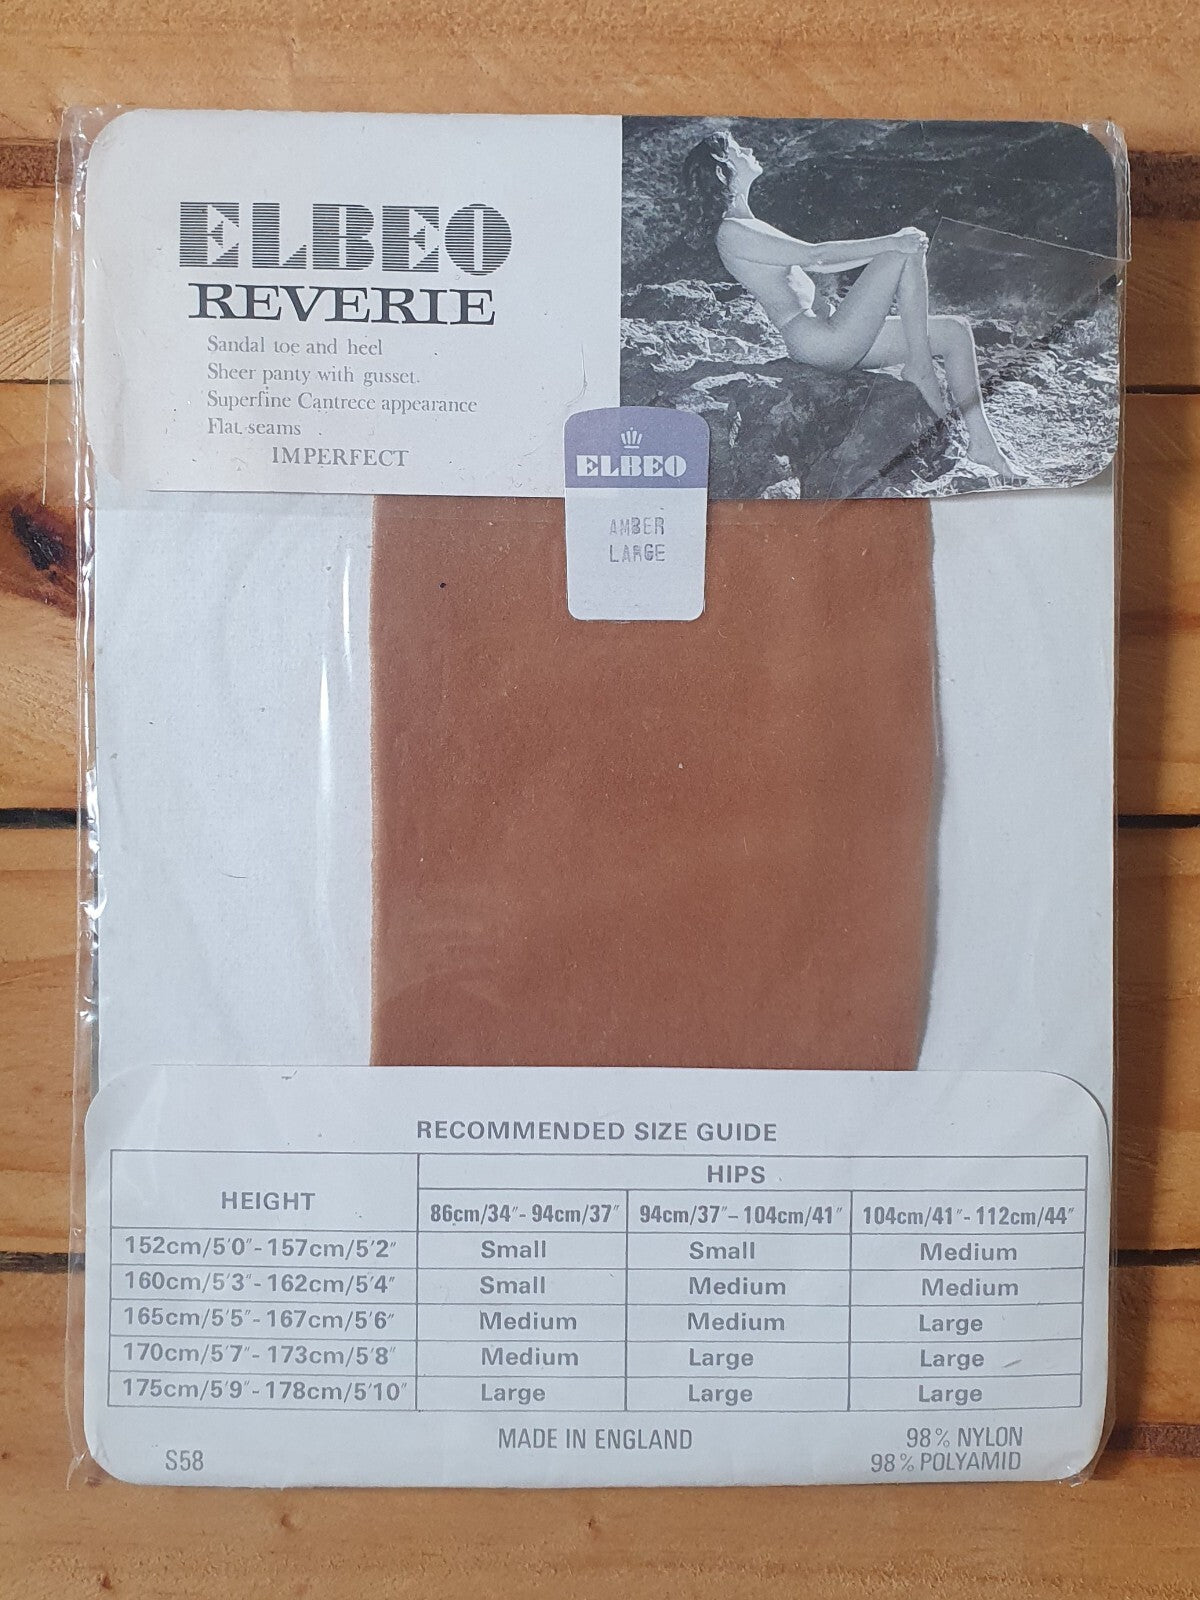 ELBEO
REVERIE
Sandal toe and heel
Sheer panty with gusset.
Superfine Cantrece appearance
Flat seams
IMPERFECT
ELBEO
AMBER
LARGE
RECOMMENDED SIZE GUIDE
HEIGHT HIPS
86cm/34″- 94cm/37″ 94cm/37″– 104cm/41″ 104cm/41″- 112cm/44″
152cm/5′0″- 157cm/5′2″ Small Small Medium
160cm/5′3″- 162cm/5′4″ Small Medium Medium
165cm/5′5″- 167cm/5′6″ Medium Medium Large
170cm/5′7″- 173cm/5′8″ Medium Large Large
175cm/5′9″- 178cm/5′10″ Large Large Large
MADE IN ENGLAND 98% NYLON
S58 98% POLYAMID